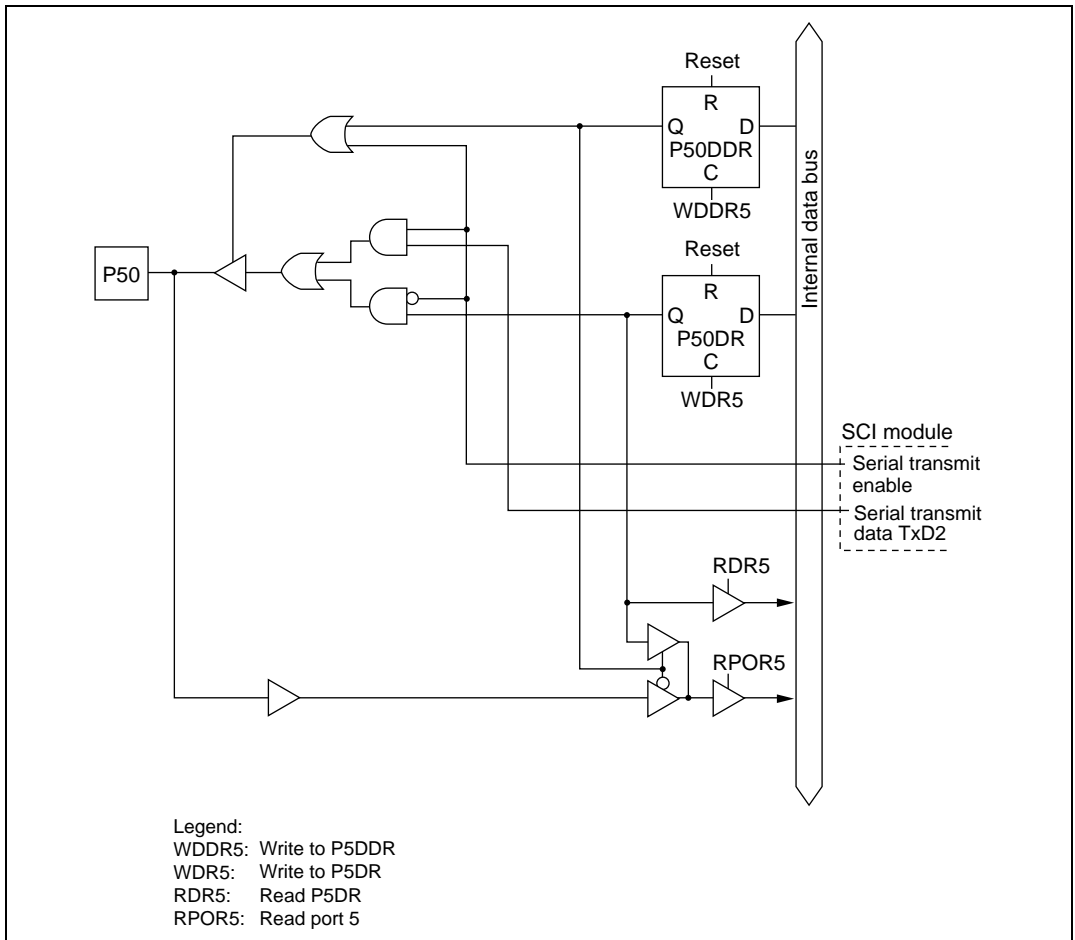 Reset
R
Q D
P50DDR
C
WDDR5
Internal data bus
P50
Reset
R
Q D
P50DR
C
WDR5
SCI module
Serial transmit
enable
Serial transmit
data TxD2
RDR5
RPOR5
Legend:
WDDR5: Write to P5DDR
WDR5: Write to P5DR
RDR5: Read P5DR
RPOR5: Read port 5